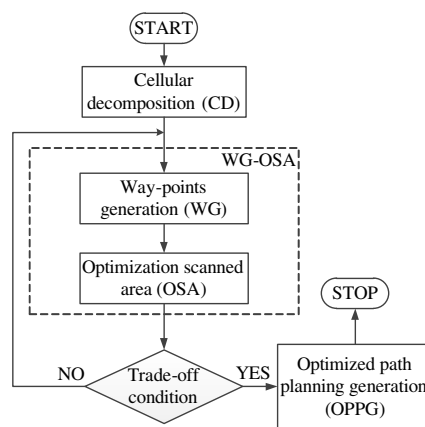 START
Cellular
decomposition (CD)
WG-OSA
Way-points
generation (WG)
Optimization scanned
area (OSA)
STOP
NO
Trade-off
condition
YES
Optimized path
planning generation
(OPPG)